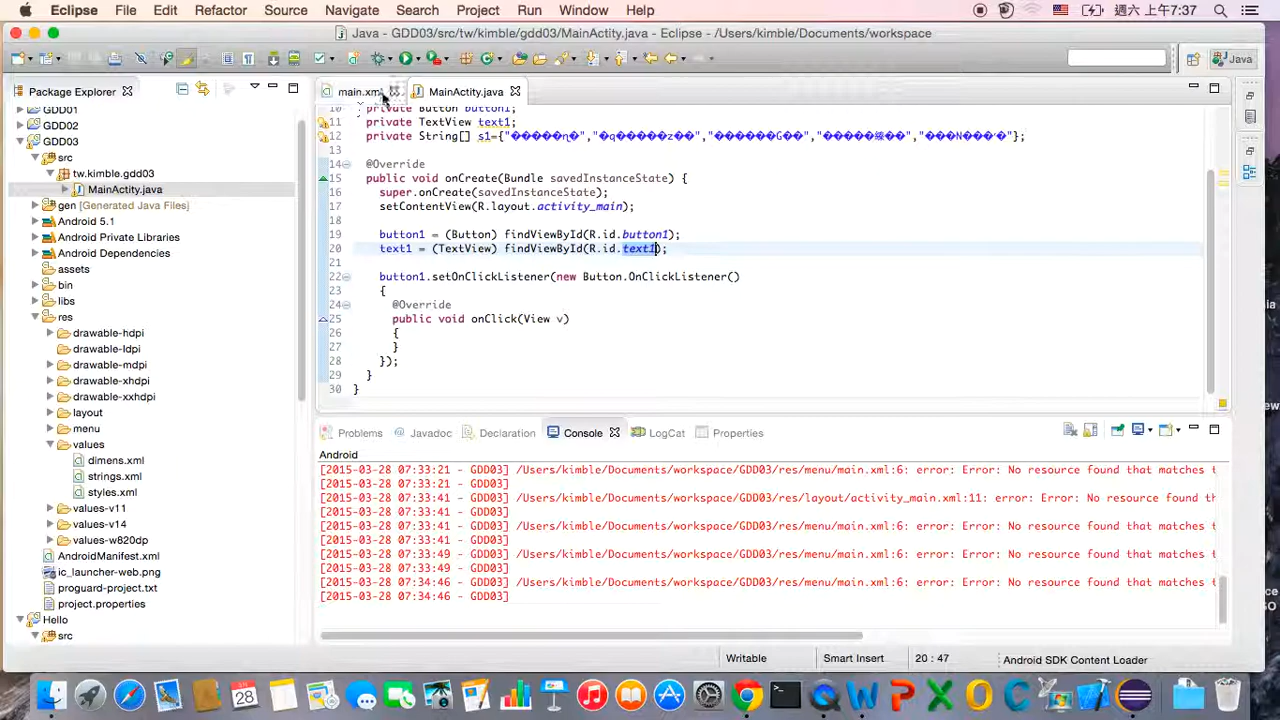 Eclipse File Edit Refactor Source Navigate Search Project Run Window Help 週六 上午7:37
Java - GDD03/src/tw/kimble/gdd03/MainActity.java - Eclipse - /Users/kimble/Documents/workspace
Java
Package Explorer
main.xml
MainActity.java
GDD01
GDD02
GDD03
src
tw.kimble.gdd03
MainActity.java
gen [Generated Java Files]
Android 5.1
Android Private Libraries
Android Dependencies
assets
bin
libs
res
drawable-hdpi
drawable-ldpi
drawable-mdpi
drawable-xhdpi
drawable-xxhdpi
layout
menu
values
dimens.xml
strings.xml
styles.xml
values-v11
values-v14
values-w820dp
AndroidManifest.xml
ic_launcher-web.png
proguard-project.txt
project.properties
Hello
src
10 private Button button1;
11 private TextView text1;
12 private String[] s1={"�����η�","�q�����z��","������G��","�����線��","���N���ʹ�"};
13
14 @Override
15 public void onCreate(Bundle savedInstanceState) {
16 super.onCreate(savedInstanceState);
17 setContentView(R.layout.activity_main);
18
19 button1 = (Button) findViewById(R.id.button1);
20 text1 = (TextView) findViewById(R.id.text1);
21
22 button1.setOnClickListener(new Button.OnClickListener()
23 {
24 @Override
25 public void onClick(View v)
26 {
27 }
28 });
29 }
30 }
Problems Javadoc Declaration Console LogCat Properties
Android
[2015-03-28 07:33:21 - GDD03] /Users/kimble/Documents/workspace/GDD03/res/menu/main.xml:6: error: Error: No resource found that matches t
[2015-03-28 07:33:21 - GDD03]
[2015-03-28 07:33:41 - GDD03] /Users/kimble/Documents/workspace/GDD03/res/layout/activity_main.xml:11: error: Error: No resource found th
[2015-03-28 07:33:41 - GDD03]
[2015-03-28 07:33:41 - GDD03] /Users/kimble/Documents/workspace/GDD03/res/menu/main.xml:6: error: Error: No resource found that matches t
[2015-03-28 07:33:41 - GDD03]
[2015-03-28 07:33:49 - GDD03] /Users/kimble/Documents/workspace/GDD03/res/menu/main.xml:6: error: Error: No resource found that matches t
[2015-03-28 07:33:49 - GDD03]
[2015-03-28 07:34:46 - GDD03] /Users/kimble/Documents/workspace/GDD03/res/menu/main.xml:6: error: Error: No resource found that matches t
[2015-03-28 07:34:46 - GDD03]
Writable Smart Insert 20 : 47 Android SDK Content Loader